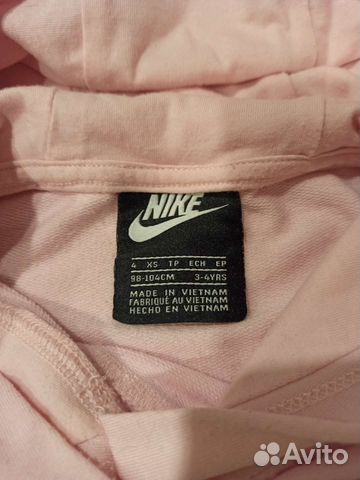 NIKE
4 XS TP ECH EP
98-104CM 3-4YRS
MADE IN VIETNAM
FABRIQUÉ AU VIETNAM
HECHO EN VIETNAM
Avito